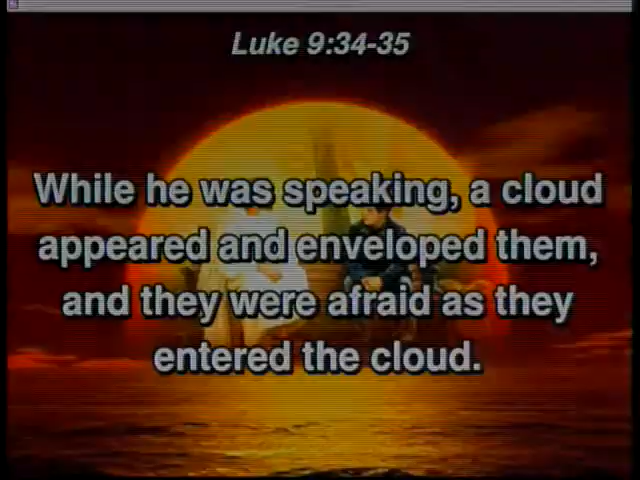 Luke 9:34-35
While he was speaking, a cloud
appeared and enveloped them,
and they were afraid as they
entered the cloud.